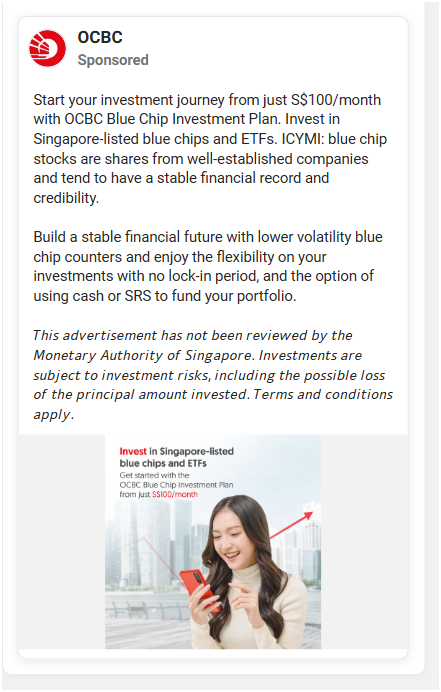 OCBC
Sponsored
Start your investment journey from just S$100/month
with OCBC Blue Chip Investment Plan. Invest in
Singapore-listed blue chips and ETFs. ICYMI: blue chip
stocks are shares from well-established companies
and tend to have a stable financial record and
credibility.
Build a stable financial future with lower volatility blue
chip counters and enjoy the flexibility on your
investments with no lock-in period, and the option of
using cash or SRS to fund your portfolio.
This advertisement has not been reviewed by the
Monetary Authority of Singapore. Investments are
subject to investment risks, including the possible loss
of the principal amount invested. Terms and conditions
apply.
Invest in Singapore-listed
blue chips and ETFs
Get started with the
OCBC Blue Chip Investment Plan
from just S$100/month